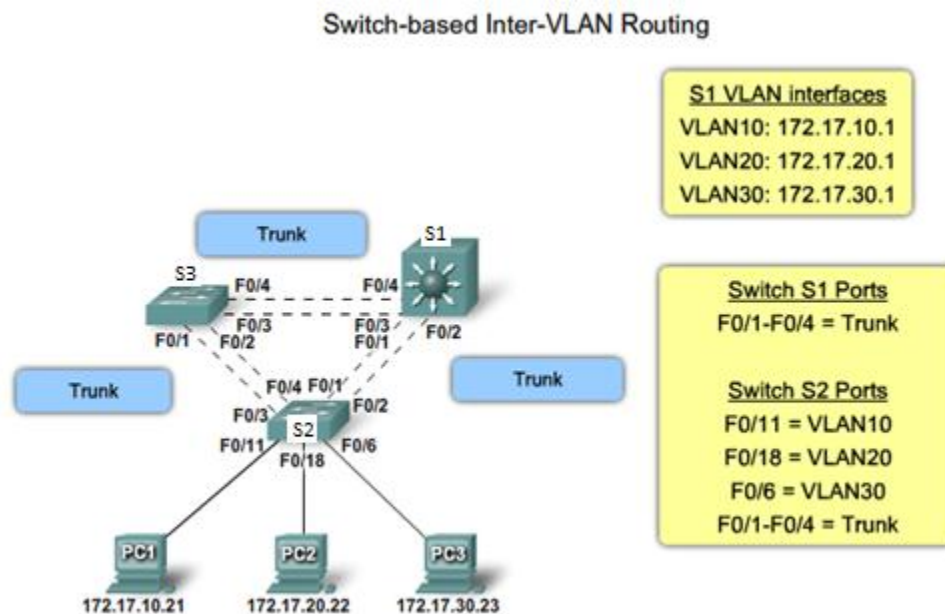 Switch-based Inter-VLAN Routing
S1 VLAN interfaces
VLAN10: 172.17.10.1
VLAN20: 172.17.20.1
VLAN30: 172.17.30.1
Trunk
S1
S3
F0/4
F0/4
F0/3
F0/3
F0/1
F0/2
F0/1
F0/2
Switch S1 Ports
F0/1-F0/4 = Trunk
Trunk
Trunk
Switch S2 Ports
F0/11 = VLAN10
F0/18 = VLAN20
F0/6 = VLAN30
F0/1-F0/4 = Trunk
F0/4
F0/1
F0/3
F0/2
S2
F0/11
F0/18
F0/6
PC1
PC2
PC3
172.17.10.21
172.17.20.22
172.17.30.23